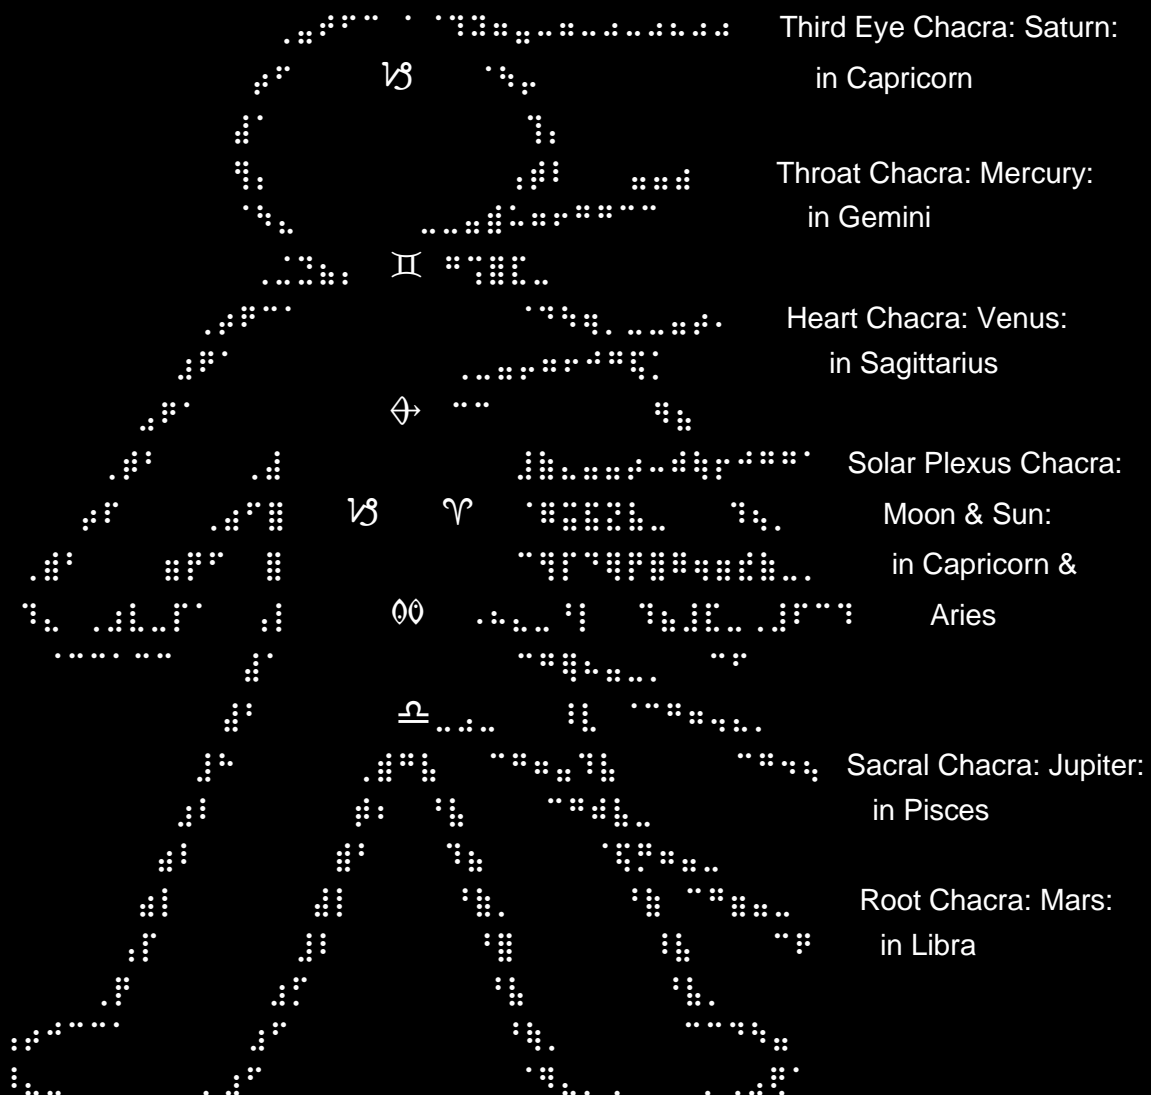 Third Eye Chacra: Saturn:
in Capricorn
♑
Throat Chacra: Mercury:
in Gemini
♊
Heart Chacra: Venus:
in Sagittarius
♐
Solar Plexus Chacra:
♑ ♈ Moon & Sun:
in Capricorn &
Aries
♓
♎
Sacral Chacra: Jupiter:
in Pisces
Root Chacra: Mars:
in Libra